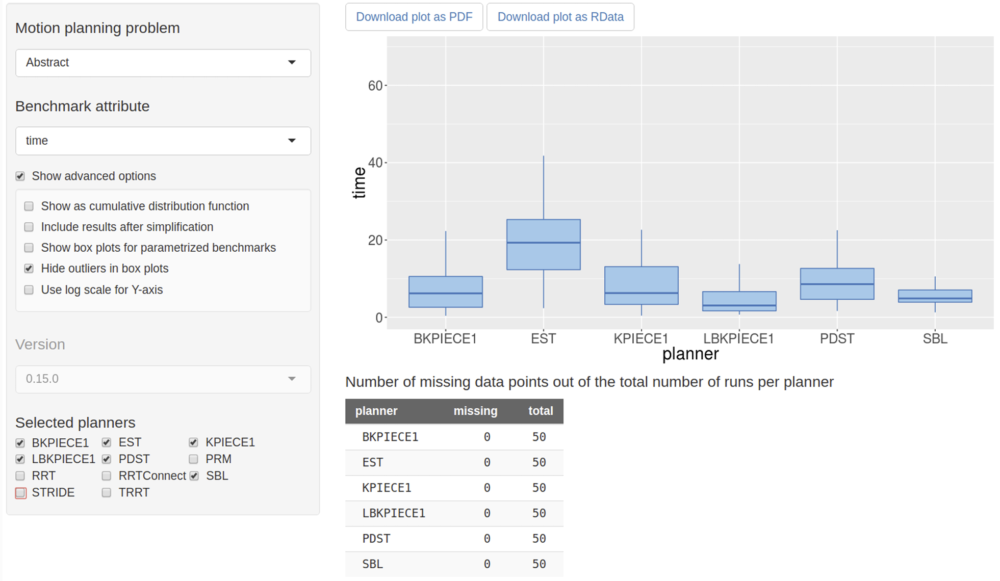 Motion planning problem
Abstract
Benchmark attribute
time
Show advanced options
Show as cumulative distribution function
Include results after simplification
Show box plots for parametrized benchmarks
Hide outliers in box plots
Use log scale for Y-axis
Version
0.15.0
Selected planners
BKPIECE1 EST KPIECE1
LBKPIECE1 PDST PRM
RRT RRTConnect SBL
STRIDE TRRT
Download plot as PDF Download plot as RData
60
40
20
0
time
BKPIECE1 EST KPIECE1 LBKPIECE1 PDST SBL
planner
Number of missing data points out of the total number of runs per planner
planner missing total
BKPIECE1 0 50
EST 0 50
KPIECE1 0 50
LBKPIECE1 0 50
PDST 0 50
SBL 0 50